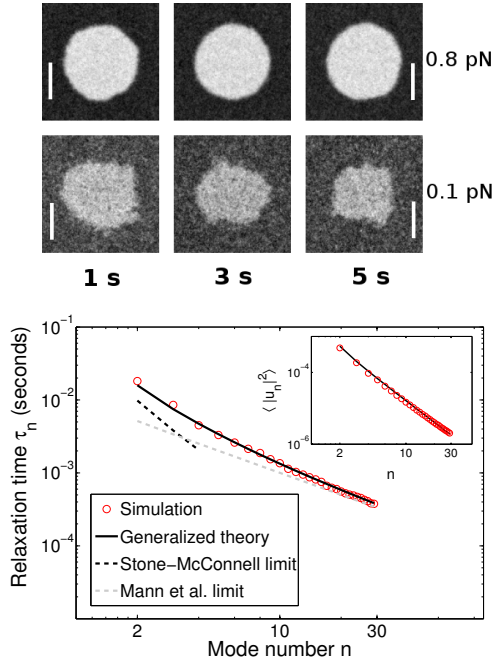 0.8 pN
0.1 pN
1 s 3 s 5 s
10⁻¹
10⁻²
10⁻³
10⁻⁴
Relaxation time τₙ (seconds)
⟨ |uₙ|² ⟩
10⁻⁴
10⁻⁶
2 10 30
n
Simulation
Generalized theory
Stone−McConnell limit
Mann et al. limit
2 10 30
Mode number n